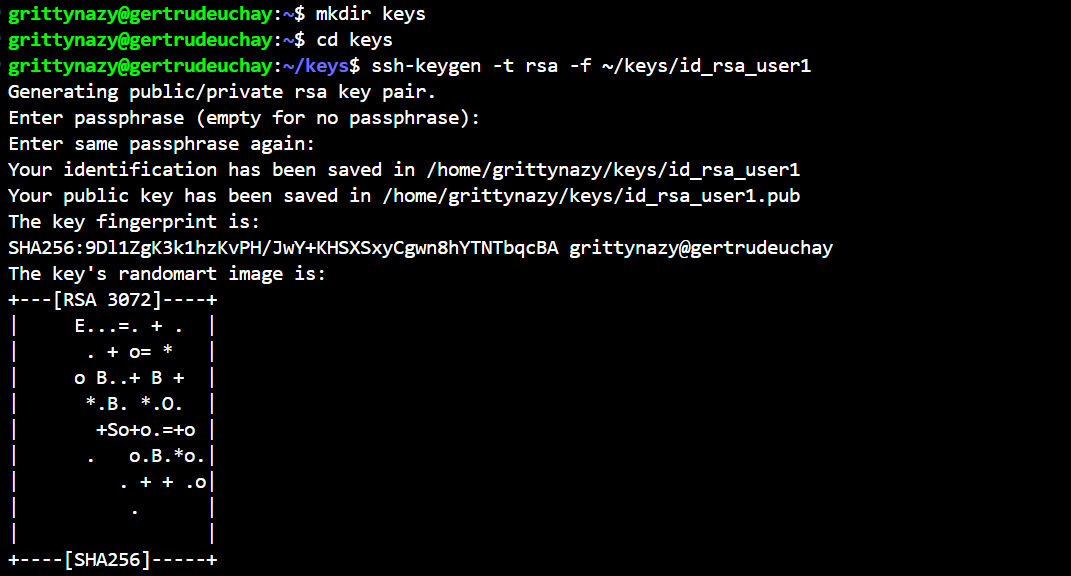 grittynazy@gertrudeuchay:~$ mkdir keys
grittynazy@gertrudeuchay:~$ cd keys
grittynazy@gertrudeuchay:~/keys$ ssh-keygen -t rsa -f ~/keys/id_rsa_user1
Generating public/private rsa key pair.
Enter passphrase (empty for no passphrase):
Enter same passphrase again:
Your identification has been saved in /home/grittynazy/keys/id_rsa_user1
Your public key has been saved in /home/grittynazy/keys/id_rsa_user1.pub
The key fingerprint is:
SHA256:9Dl1ZgK3k1hzKvPH/JwY+KHSXSxyCgwn8hYTNTbqcBA grittynazy@gertrudeuchay
The key's randomart image is:
+---[RSA 3072]----+
|     E...=. + .  |
|      . + o= *   |
|     o B..+ B +  |
|      *.B. *.O.  |
|       +So+o.=+o |
|      .   o.B.*o.|
|         . + + .o|
|          .      |
|                 |
+----[SHA256]-----+